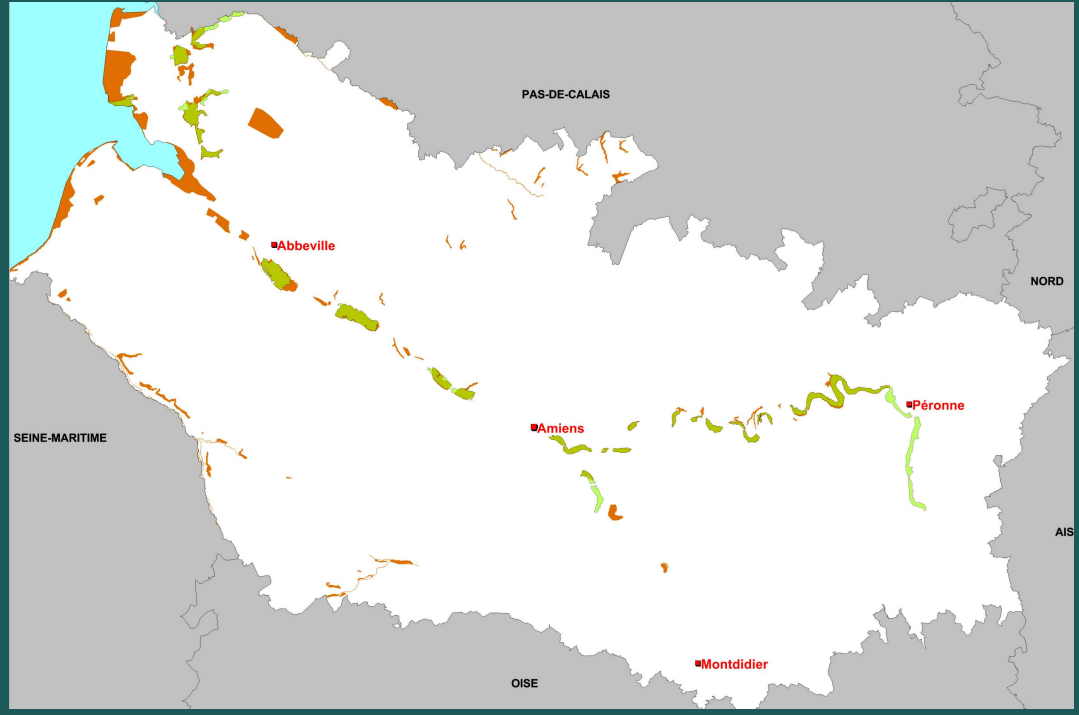 PAS-DE-CALAIS
Abbeville
NORD
Péronne
Amiens
SEINE-MARITIME
AIS
Montdidier
OISE